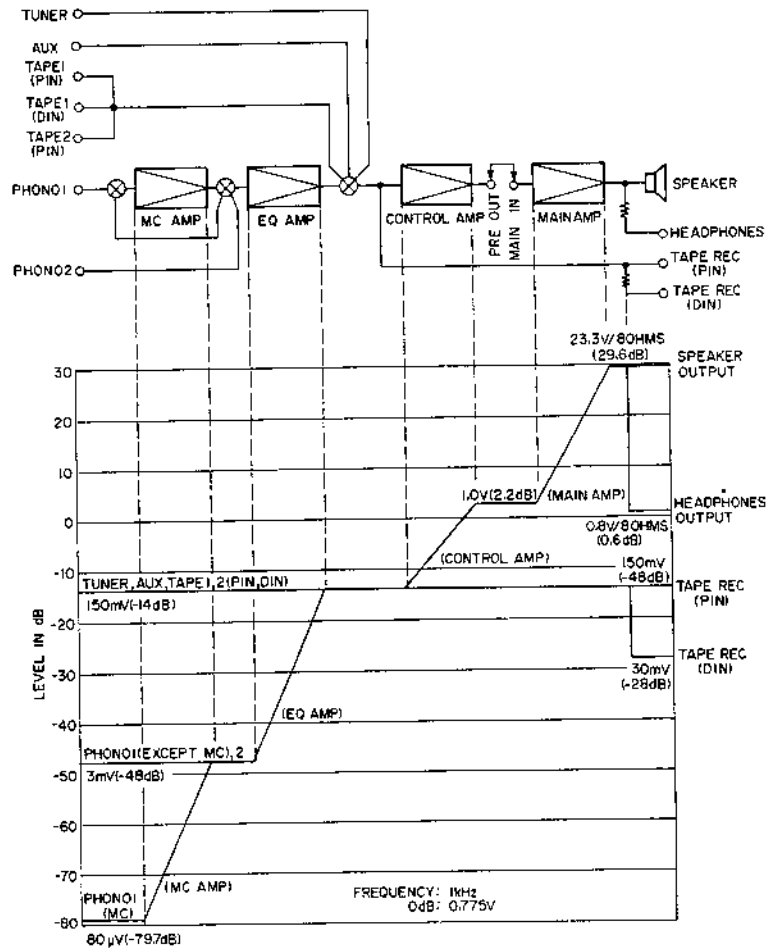 TUNER
AUX
TAPE1
(PIN)
TAPE1
(DIN)
TAPE2
(PIN)
PHONO1
MC AMP
EQ AMP
CONTROL AMP
PRE OUT
MAIN IN
MAIN AMP
SPEAKER
HEADPHONES
TAPE REC
(PIN)
TAPE REC
(DIN)
PHONO2
23.3V/8OHMS
(29.6dB)
SPEAKER
OUTPUT
30
20
10
0
-10
-20
-30
-40
-50
-60
-70
-80
LEVEL IN dB
1.0V(2.2dB)
(MAIN AMP)
HEADPHONES
OUTPUT
0.8V/8OHMS
(0.6dB)
(CONTROL AMP)
150mV
(-48dB)
TUNER,AUX,TAPE1,2(PIN,DIN)
150mV(-14dB)
TAPE REC
(PIN)
TAPE REC
(DIN)
30mV
(-28dB)
(EQ AMP)
PHONO1(EXCEPT MC),2
3mV(-48dB)
(MC AMP)
PHONO1
(MC)
80μV(-79.7dB)
FREQUENCY: 1kHz
0dB: 0.775V